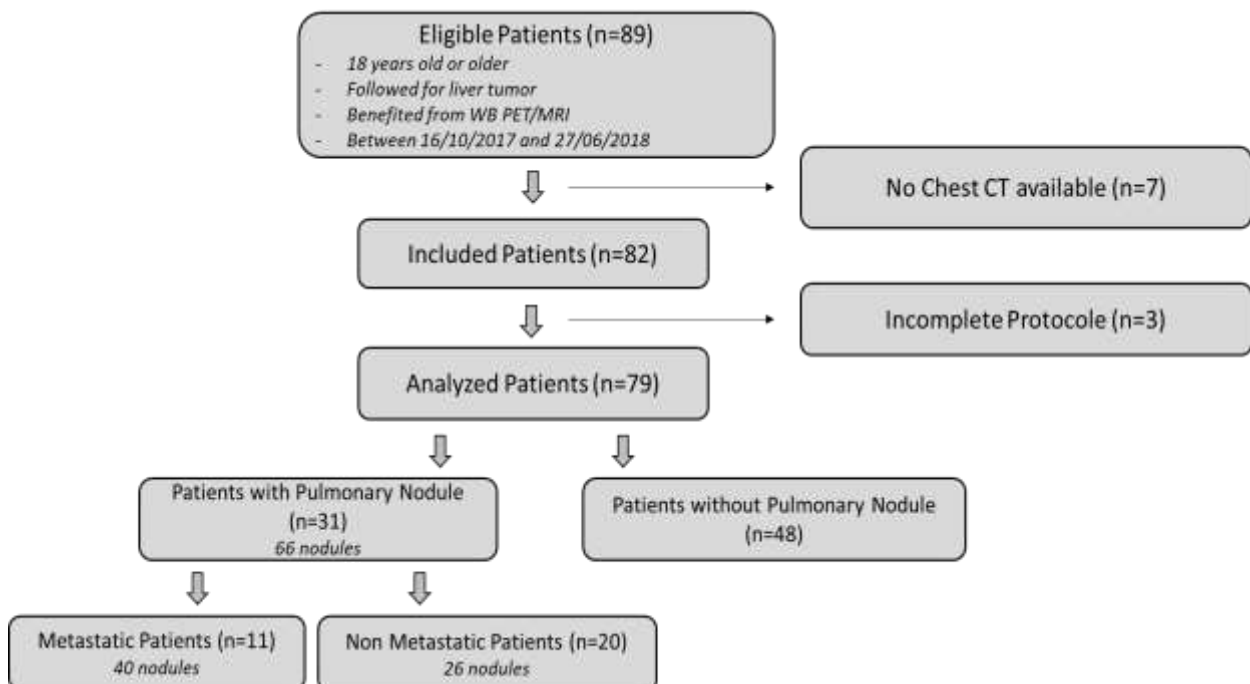 Eligible Patients (n=89)
- 18 years old or older
- Followed for liver tumor
- Benefited from WB PET/MRI
- Between 16/10/2017 and 27/06/2018
No Chest CT available (n=7)
Included Patients (n=82)
Incomplete Protocole (n=3)
Analyzed Patients (n=79)
Patients with Pulmonary Nodule
(n=31)
66 nodules
Patients without Pulmonary Nodule
(n=48)
Metastatic Patients (n=11)
40 nodules
Non Metastatic Patients (n=20)
26 nodules